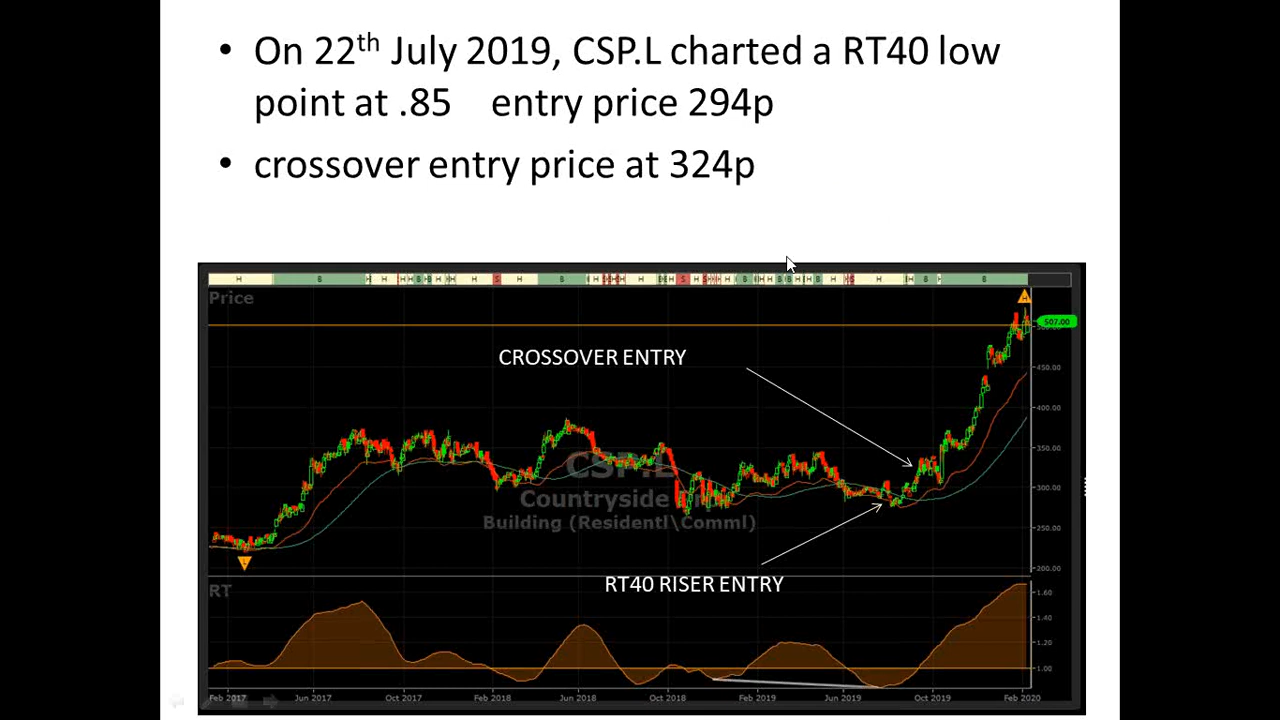 • On 22th July 2019, CSP.L charted a RT40 low
point at .85 entry price 294p
• crossover entry price at 324p
H B H H H B B H S H B H
Price
507.00
CROSSOVER ENTRY
450.00
400.00
350.00
CSP.L
300.00
Countryside
Building (Residentl\Comml)
250.00
200.00
RT40 RISER ENTRY
RT
1.60
1.40
1.20
1.00
Feb 2017 Jun 2017 Oct 2017 Feb 2018 Jun 2018 Oct 2018 Feb 2019 Jun 2019 Oct 2019 Feb 2020